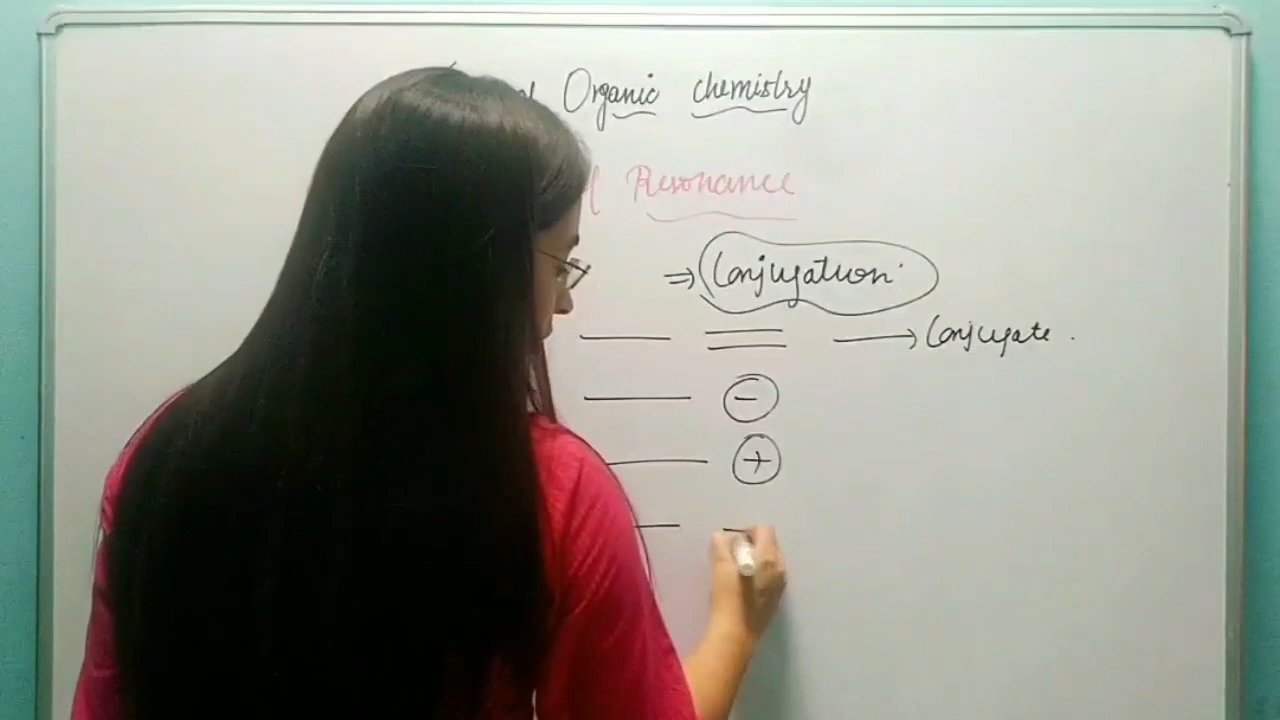 Organic chemistry
Resonance
⇒ Conjugation
— = → Conjugate.
— ⊖
— ⊕
— —